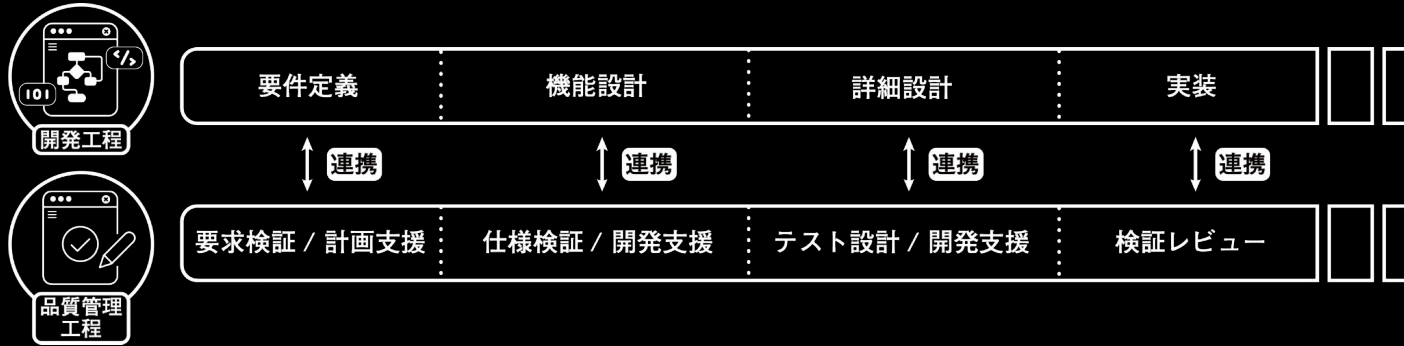 </>
101
開発工程
要件定義
機能設計
詳細設計
実装
連携
連携
連携
連携
品質管理
工程
要求検証 / 計画支援
仕様検証 / 開発支援
テスト設計 / 開発支援
検証レビュー